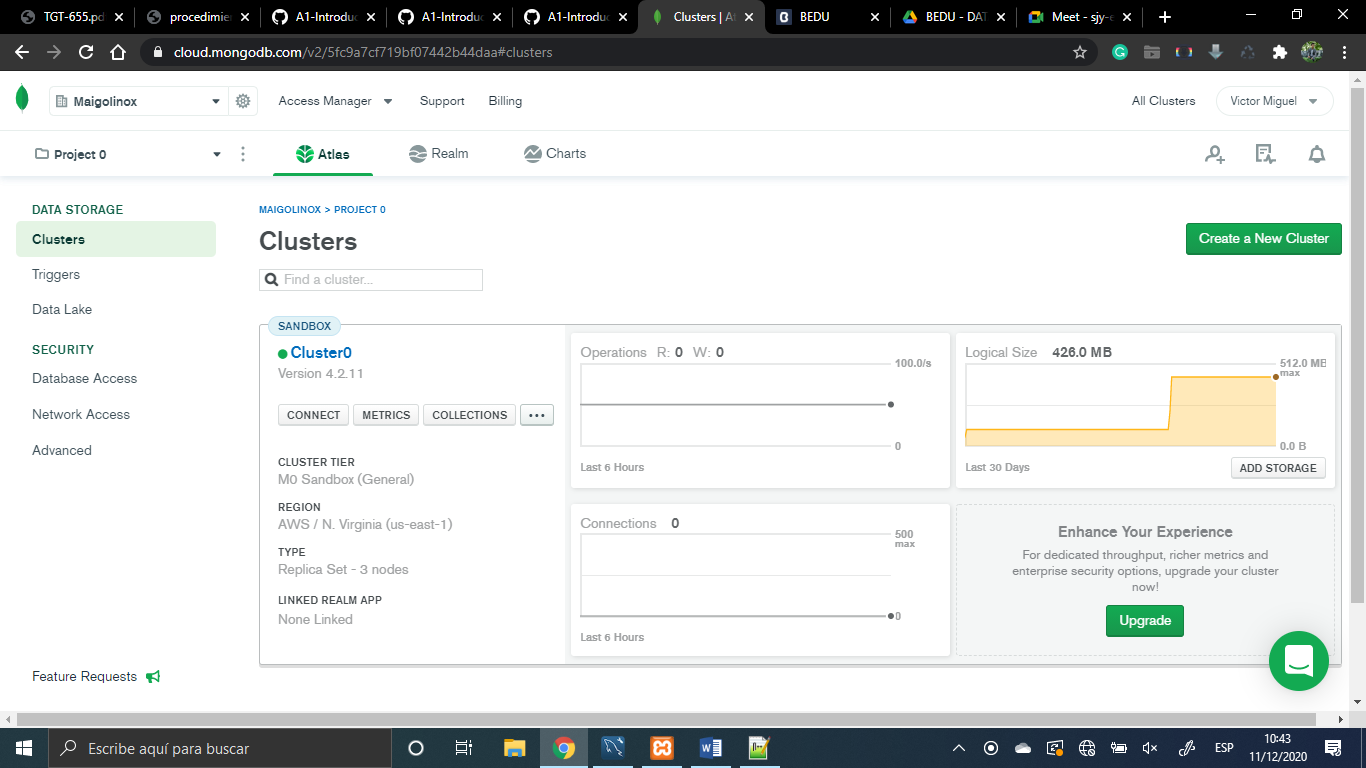 TGT-655.pd
procedimie
A1-Introduc
A1-Introduc
A1-Introduc
Clusters | A
BEDU
BEDU - DAT
Meet - sjy-e
cloud.mongodb.com/v2/5fc9a7cf719bf07442b44daa#clusters
Maigolinox
Access Manager
Support
Billing
All Clusters
Victor Miguel
Project 0
Atlas
Realm
Charts
DATA STORAGE
Clusters
Triggers
Data Lake
SECURITY
Database Access
Network Access
Advanced
Feature Requests
MAIGOLINOX > PROJECT 0
Clusters
Create a New Cluster
Find a cluster...
SANDBOX
Cluster0
Version 4.2.11
CONNECT
METRICS
COLLECTIONS
...
CLUSTER TIER
M0 Sandbox (General)
REGION
AWS / N. Virginia (us-east-1)
TYPE
Replica Set - 3 nodes
LINKED REALM APP
None Linked
Operations R: 0 W: 0
100.0/s
0
Last 6 Hours
Logical Size 426.0 MB
512.0 MB
max
0.0 B
Last 30 Days
ADD STORAGE
Connections 0
500
max
0
Last 6 Hours
Enhance Your Experience
For dedicated throughput, richer metrics and
enterprise security options, upgrade your cluster
now!
Upgrade
Escribe aquí para buscar
ESP
10:43
11/12/2020